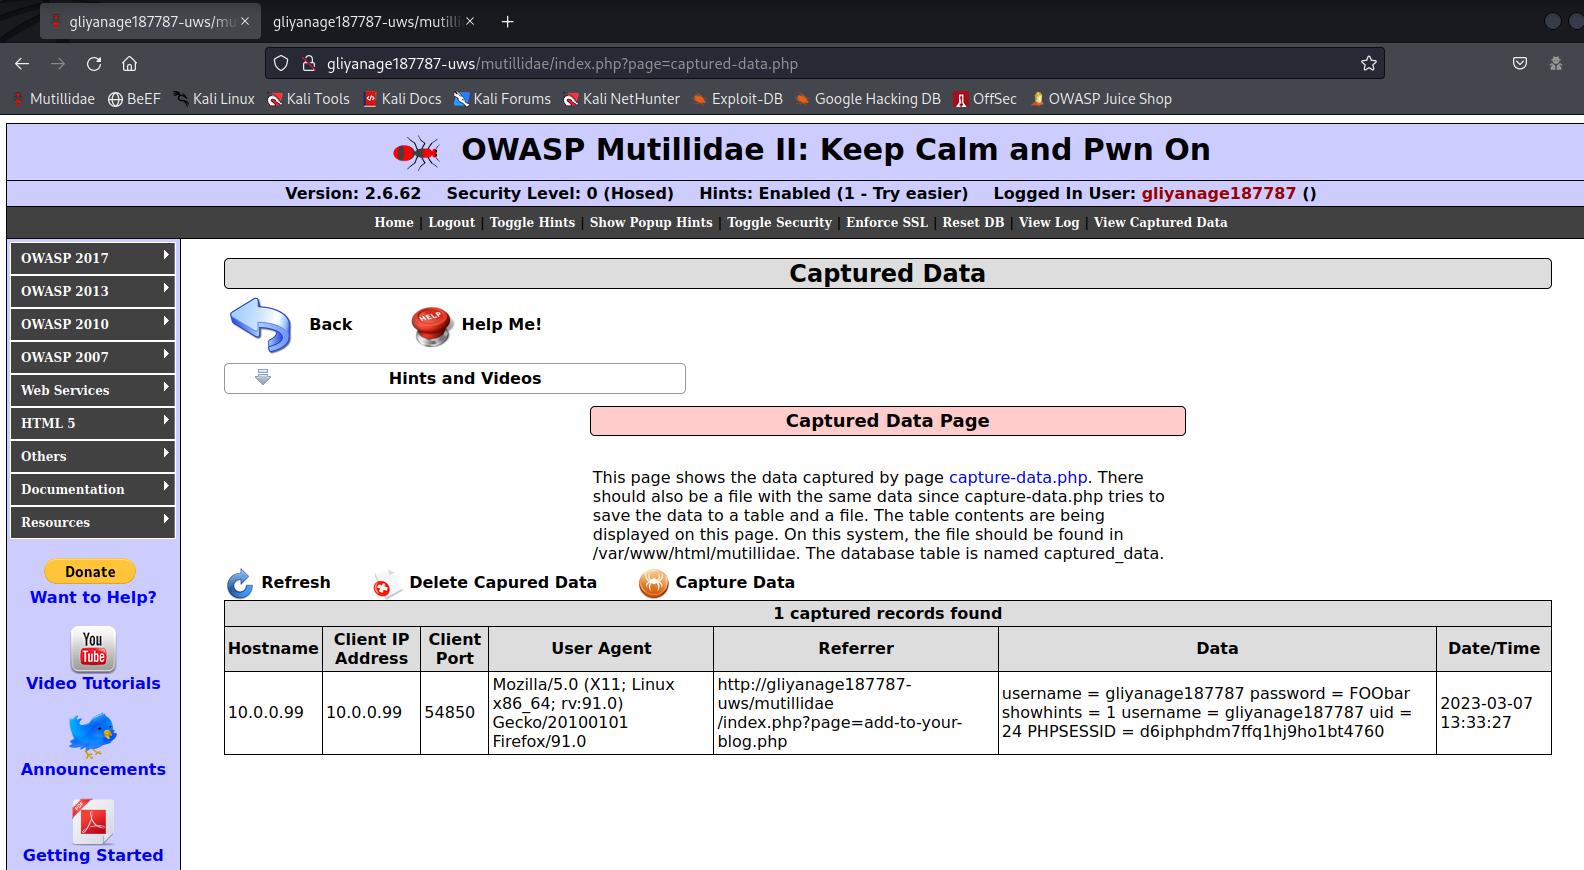 gliyanage187787-uws/mu
gliyanage187787-uws/mutilli
gliyanage187787-uws/mutillidae/index.php?page=captured-data.php
Mutillidae BeEF Kali Linux Kali Tools Kali Docs Kali Forums Kali NetHunter Exploit-DB Google Hacking DB OffSec OWASP Juice Shop
OWASP Mutillidae II: Keep Calm and Pwn On
Version: 2.6.62 Security Level: 0 (Hosed) Hints: Enabled (1 - Try easier) Logged In User: gliyanage187787 ()
Home | Logout | Toggle Hints | Show Popup Hints | Toggle Security | Enforce SSL | Reset DB | View Log | View Captured Data
OWASP 2017
OWASP 2013
OWASP 2010
OWASP 2007
Web Services
HTML 5
Others
Documentation
Resources
Donate
Want to Help?
You
Tube
Video Tutorials
Announcements
PDF
Getting Started
Captured Data
Back
HELP
Help Me!
Hints and Videos
Captured Data Page
This page shows the data captured by page capture-data.php. There
should also be a file with the same data since capture-data.php tries to
save the data to a table and a file. The table contents are being
displayed on this page. On this system, the file should be found in
/var/www/html/mutillidae. The database table is named captured_data.
Refresh Delete Capured Data Capture Data
1 captured records found
Hostname
Client IP
Address
Client
Port
User Agent
Referrer
Data
Date/Time
10.0.0.99
10.0.0.99
54850
Mozilla/5.0 (X11; Linux
x86_64; rv:91.0)
Gecko/20100101
Firefox/91.0
http://gliyanage187787-
uws/mutillidae
/index.php?page=add-to-your-
blog.php
username = gliyanage187787 password = FOObar
showhints = 1 username = gliyanage187787 uid =
24 PHPSESSID = d6iphphdm7ffq1hj9ho1bt4760
2023-03-07
13:33:27